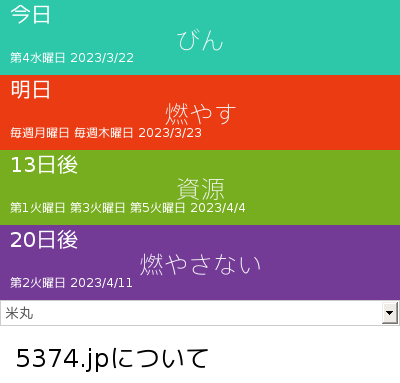 今日
びん
第4水曜日 2023/3/22
明日
燃やす
毎週月曜日 毎週木曜日 2023/3/23
13日後
資源
第1火曜日 第3火曜日 第5火曜日 2023/4/4
20日後
燃やさない
第2火曜日 2023/4/11
米丸
5374.jpについて